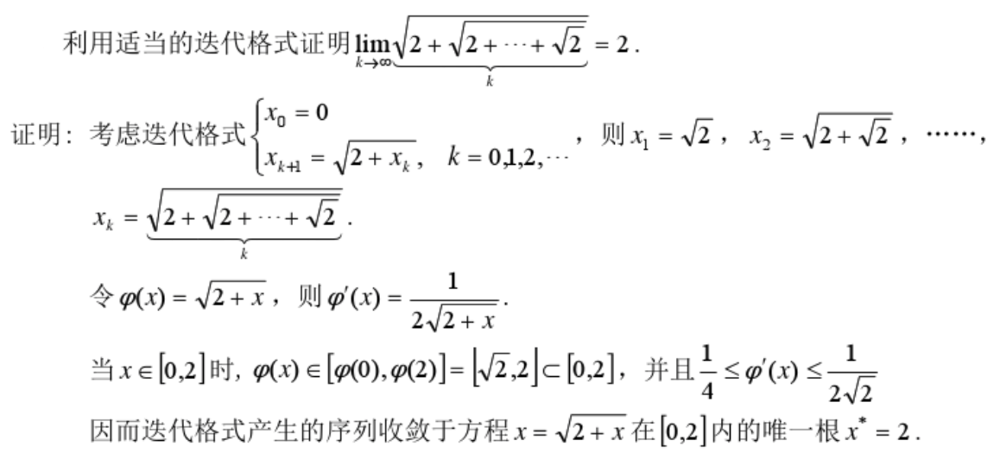 利用适当的迭代格式证明 $\lim\limits_{k\to\infty}\underbrace{\sqrt{2+\sqrt{2+\cdots+\sqrt{2}}}}_{k}=2$.
证明: 考虑迭代格式 $\begin{cases}x_0=0\\x_{k+1}=\sqrt{2+x_k},\quad k=0,1,2,\cdots\end{cases}$, 则 $x_1=\sqrt{2}$, $x_2=\sqrt{2+\sqrt{2}}$, ……,
$x_k=\underbrace{\sqrt{2+\sqrt{2+\cdots+\sqrt{2}}}}_{k}$.
令 $\varphi(x)=\sqrt{2+x}$, 则 $\varphi'(x)=\dfrac{1}{2\sqrt{2+x}}$.
当 $x\in[0,2]$ 时, $\varphi(x)\in[\varphi(0),\varphi(2)]=\lfloor\sqrt{2},2\rfloor\subset[0,2]$, 并且 $\dfrac{1}{4}\le\varphi'(x)\le\dfrac{1}{2\sqrt{2}}$
因而迭代格式产生的序列收敛于方程 $x=\sqrt{2+x}$ 在 $[0,2]$ 内的唯一根 $x^*=2$.